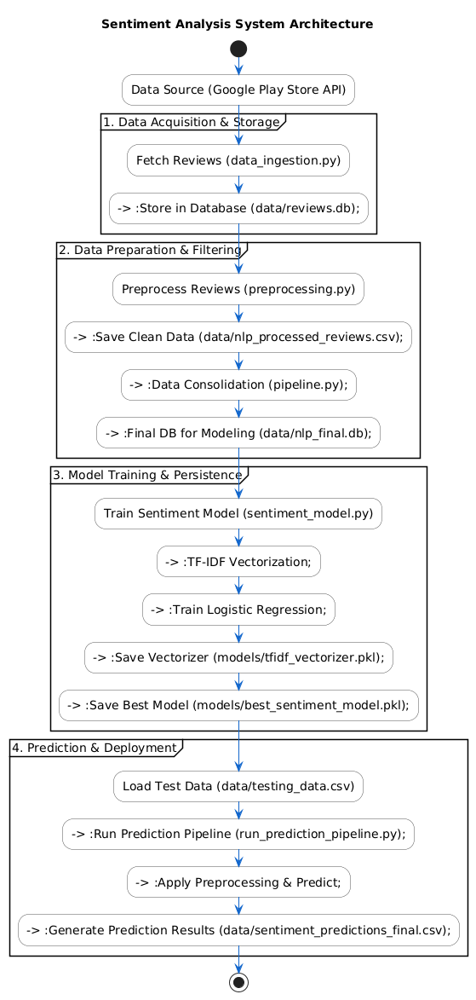 Sentiment Analysis System Architecture
Data Source (Google Play Store API)
1. Data Acquisition & Storage
Fetch Reviews (data_ingestion.py)
-> :Store in Database (data/reviews.db);
2. Data Preparation & Filtering
Preprocess Reviews (preprocessing.py)
-> :Save Clean Data (data/nlp_processed_reviews.csv);
-> :Data Consolidation (pipeline.py);
-> :Final DB for Modeling (data/nlp_final.db);
3. Model Training & Persistence
Train Sentiment Model (sentiment_model.py)
-> :TF-IDF Vectorization;
-> :Train Logistic Regression;
-> :Save Vectorizer (models/tfidf_vectorizer.pkl);
-> :Save Best Model (models/best_sentiment_model.pkl);
4. Prediction & Deployment
Load Test Data (data/testing_data.csv)
-> :Run Prediction Pipeline (run_prediction_pipeline.py);
-> :Apply Preprocessing & Predict;
-> :Generate Prediction Results (data/sentiment_predictions_final.csv);